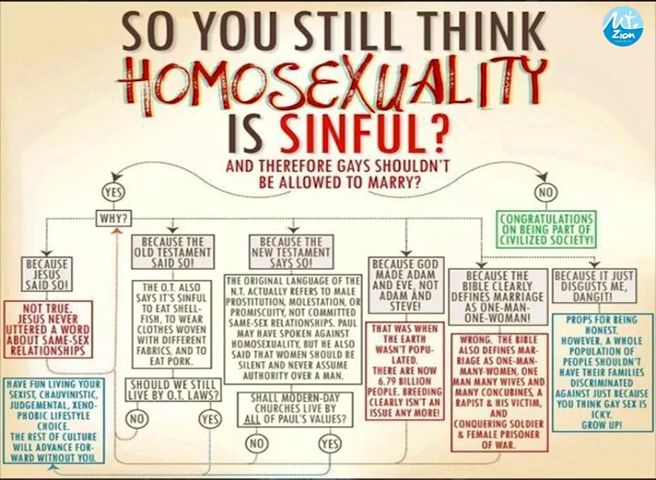 Mt.
Zion
SO YOU STILL THINK
HOMOSEXUALITY
IS SINFUL?
AND THEREFORE GAYS SHOULDN'T
BE ALLOWED TO MARRY?
YES
NO
WHY?
CONGRATULATIONS
ON BEING PART OF
CIVILIZED SOCIETY!
BECAUSE
JESUS
SAID SO!
NOT TRUE.
JESUS NEVER
UTTERED A WORD
ABOUT SAME-SEX
RELATIONSHIPS
HAVE FUN LIVING YOUR
SEXIST, CHAUVINISTIC,
JUDGEMENTAL, XENO-
PHOBIC LIFESTYLE
CHOICE.
THE REST OF CULTURE
WILL ADVANCE FOR-
WARD WITHOUT YOU.
BECAUSE THE
OLD TESTAMENT
SAID SO!
THE O.T. ALSO
SAYS IT'S SINFUL
TO EAT SHELL-
FISH, TO WEAR
CLOTHES WOVEN
WITH DIFFERENT
FABRICS, AND TO
EAT PORK.
SHOULD WE STILL
LIVE BY O.T. LAWS?
NO
YES
BECAUSE THE
NEW TESTAMENT
SAYS SO!
THE ORIGINAL LANGUAGE OF THE
N.T. ACTUALLY REFERS TO MALE
PROSTITUTION, MOLESTATION, OR
PROMISCUITY, NOT COMMITTED
SAME-SEX RELATIONSHIPS. PAUL
MAY HAVE SPOKEN AGAINST
HOMOSEXUALITY, BUT HE ALSO
SAID THAT WOMEN SHOULD BE
SILENT AND NEVER ASSUME
AUTHORITY OVER A MAN.
SHALL MODERN-DAY
CHURCHES LIVE BY
ALL OF PAUL'S VALUES?
NO
YES
BECAUSE GOD
MADE ADAM
AND EVE, NOT
ADAM AND
STEVE!
THAT WAS WHEN
THE EARTH
WASN'T POPU-
LATED.
THERE ARE NOW
6.79 BILLION
PEOPLE. BREEDING
CLEARLY ISN'T AN
ISSUE ANY MORE!
BECAUSE THE
BIBLE CLEARLY
DEFINES MARRIAGE
AS ONE-MAN-
ONE-WOMAN!
WRONG. THE BIBLE
ALSO DEFINES MAR-
RIAGE AS ONE-MAN-
MANY-WOMEN, ONE
MAN MANY WIVES AND
MANY CONCUBINES, A
RAPIST & HIS VICTIM,
AND
CONQUERING SOLDIER
& FEMALE PRISONER
OF WAR.
BECAUSE IT JUST
DISGUSTS ME,
DANGIT!
PROPS FOR BEING
HONEST.
HOWEVER, A WHOLE
POPULATION OF
PEOPLE SHOULDN'T
HAVE THEIR FAMILIES
DISCRIMINATED
AGAINST JUST BECAUSE
YOU THINK GAY SEX IS
ICKY.
GROW UP!